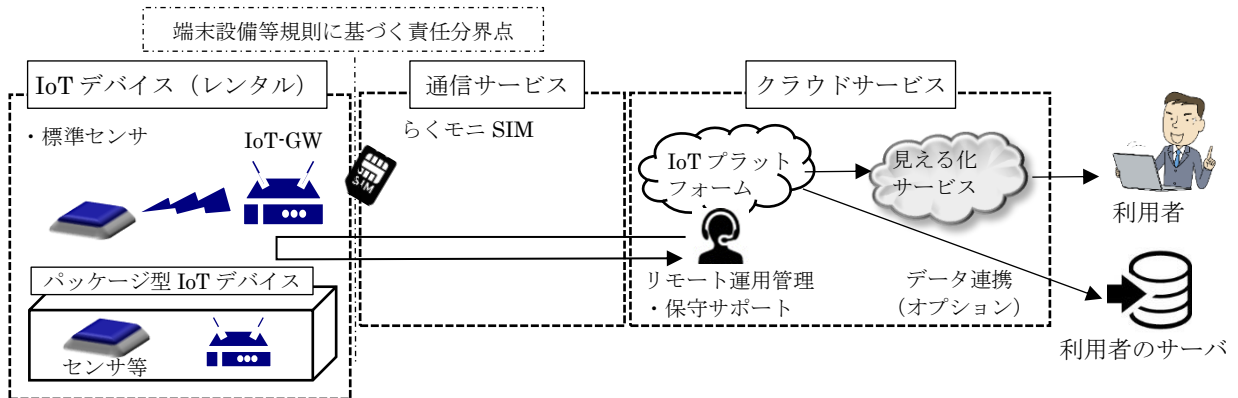 端末設備等規則に基づく責任分界点
IoT デバイス（レンタル）
通信サービス
クラウドサービス
・標準センサ
IoT-GW
らくモニ SIM
SIM
IoT プラット
フォーム
見える化
サービス
利用者
パッケージ型 IoT デバイス
センサ等
リモート運用管理
・保守サポート
データ連携
（オプション）
利用者のサーバ